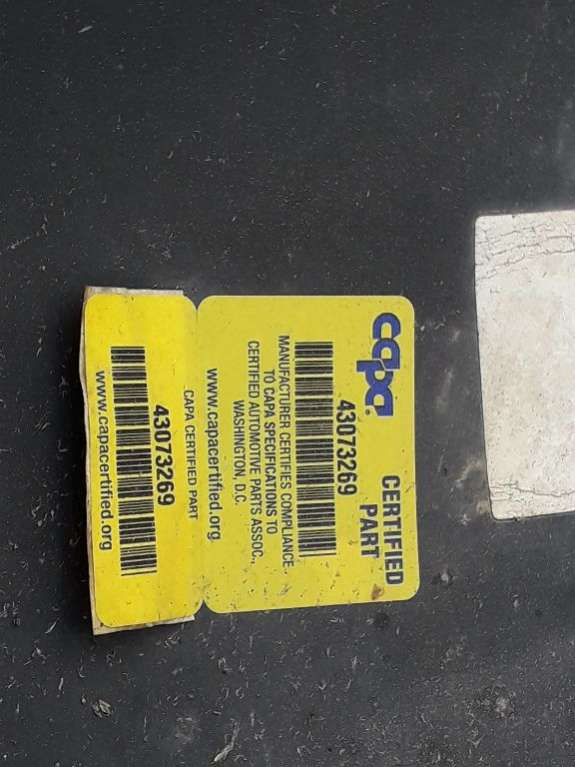 capa®
CERTIFIED
PART
43073269
MANUFACTURER CERTIFIES COMPLIANCE
TO CAPA SPECIFICATIONS TO
CERTIFIED AUTOMOTIVE PARTS ASSOC.,
WASHINGTON, D.C.
www.capacertified.org
CAPA CERTIFIED PART
43073269
www.capacertified.org